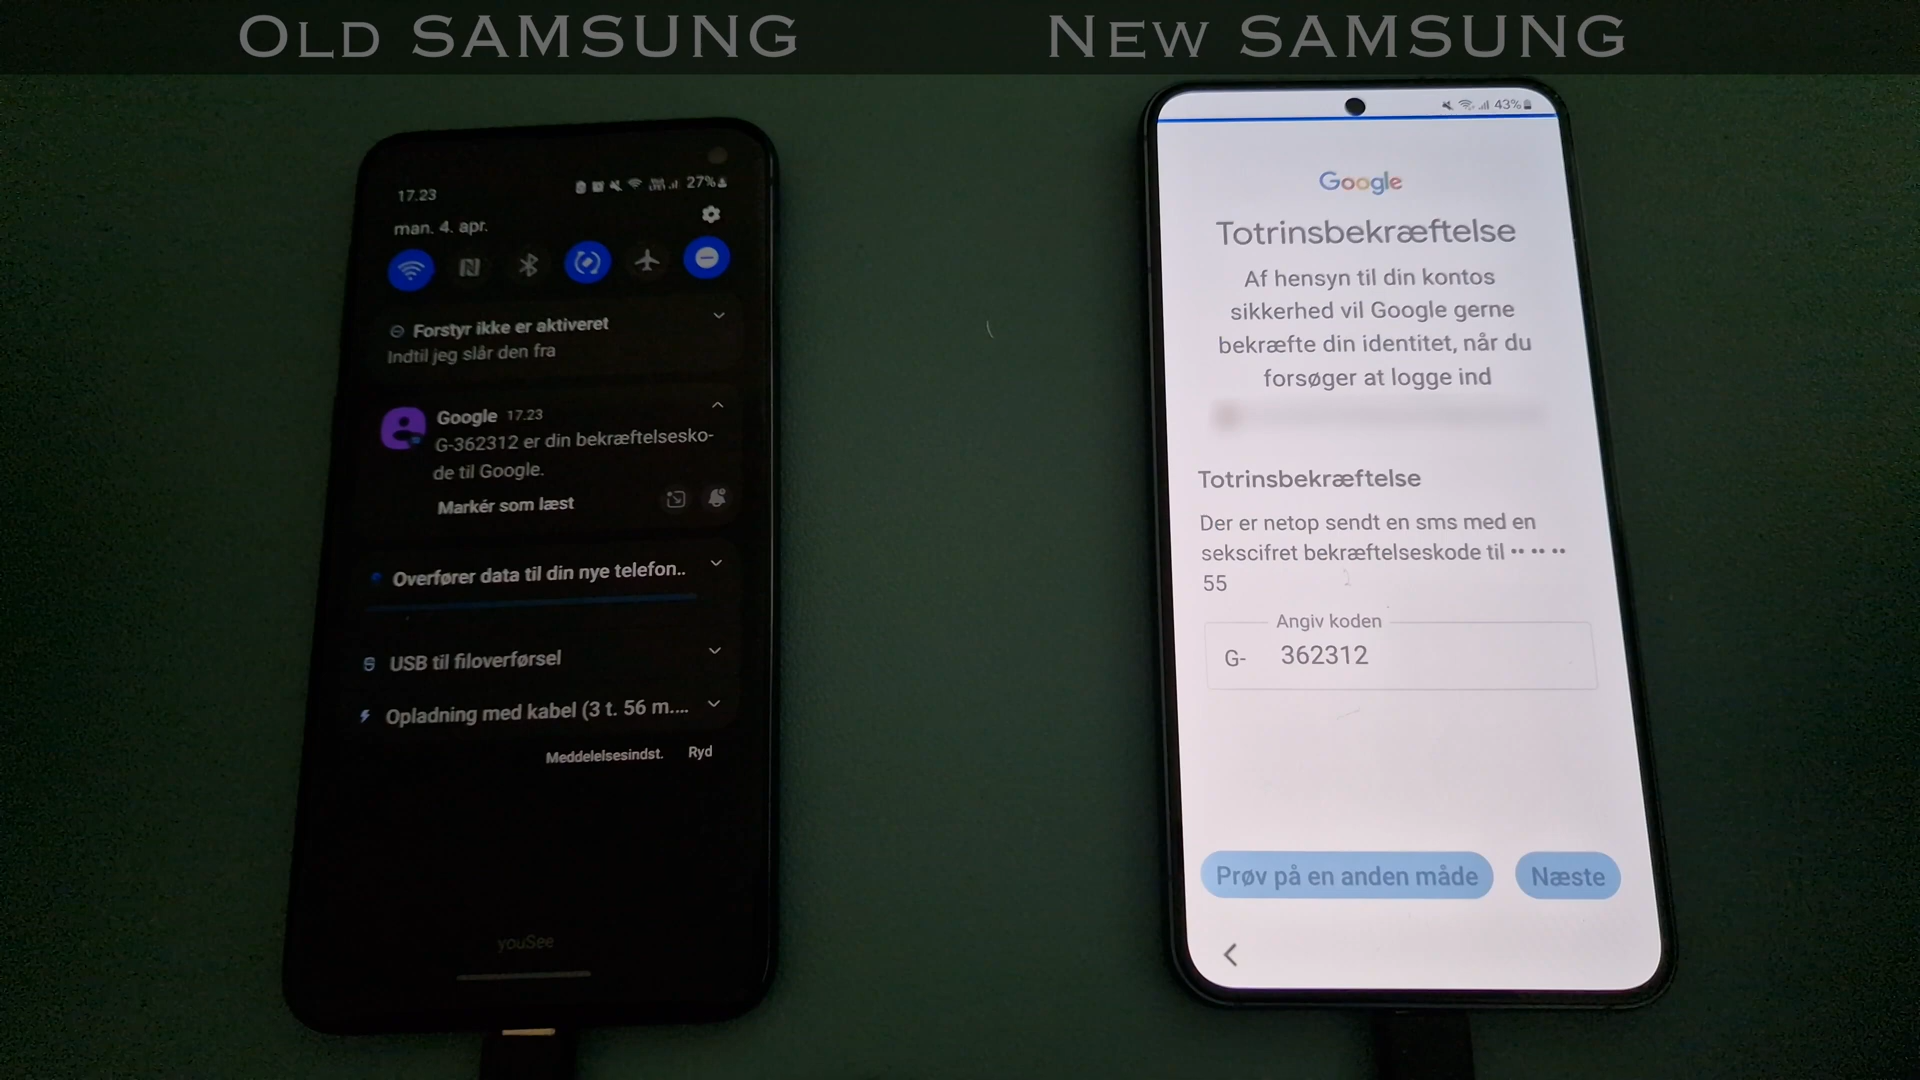 OLD SAMSUNG
NEW SAMSUNG
17.23
27%
man. 4. apr.
Forstyr ikke er aktiveret
Indtil jeg slår den fra
Google 17.23
G-362312 er din bekræftelsesko-
de til Google.
Markér som læst
Overfører data til din nye telefon..
USB til filoverførsel
Opladning med kabel (3 t. 56 m....
Meddelelsesindst. Ryd
youSee
43%
Google
Totrinsbekræftelse
Af hensyn til din kontos
sikkerhed vil Google gerne
bekræfte din identitet, når du
forsøger at logge ind
Totrinsbekræftelse
Der er netop sendt en sms med en
sekscifret bekræftelseskode til •• •• ••
55
Angiv koden
G- 362312
Prøv på en anden måde
Næste